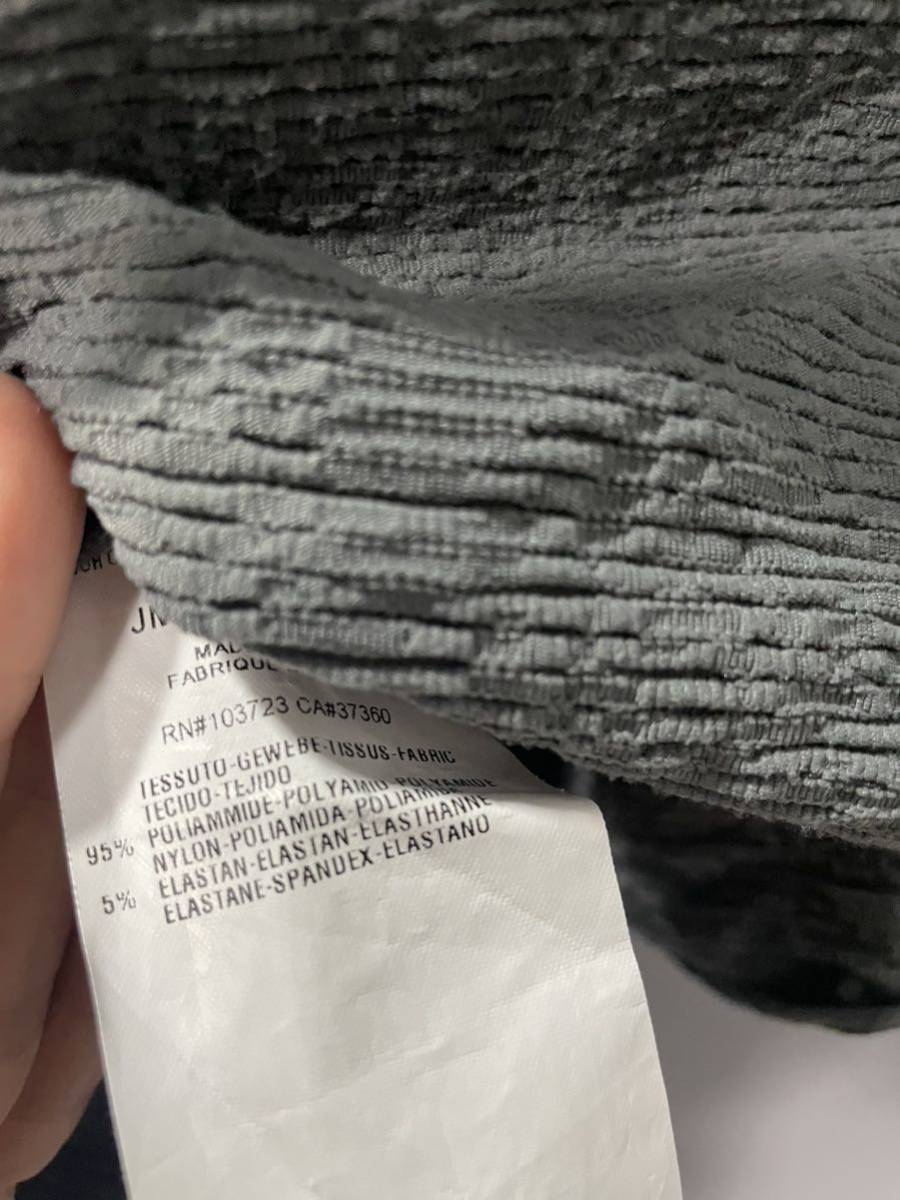 RN#103723 CA#37360
TESSUTO-GEWEBE-TISSUS-FABRIC
TECIDO-TEJIDO
95% POLIAMMIDE-POLYAMID-POLYAMIDE
NYLON-POLIAMIDA-POLIAMIDA
5% ELASTAN-ELASTAN-ELASTHANNE
ELASTANE-SPANDEX-ELASTANO